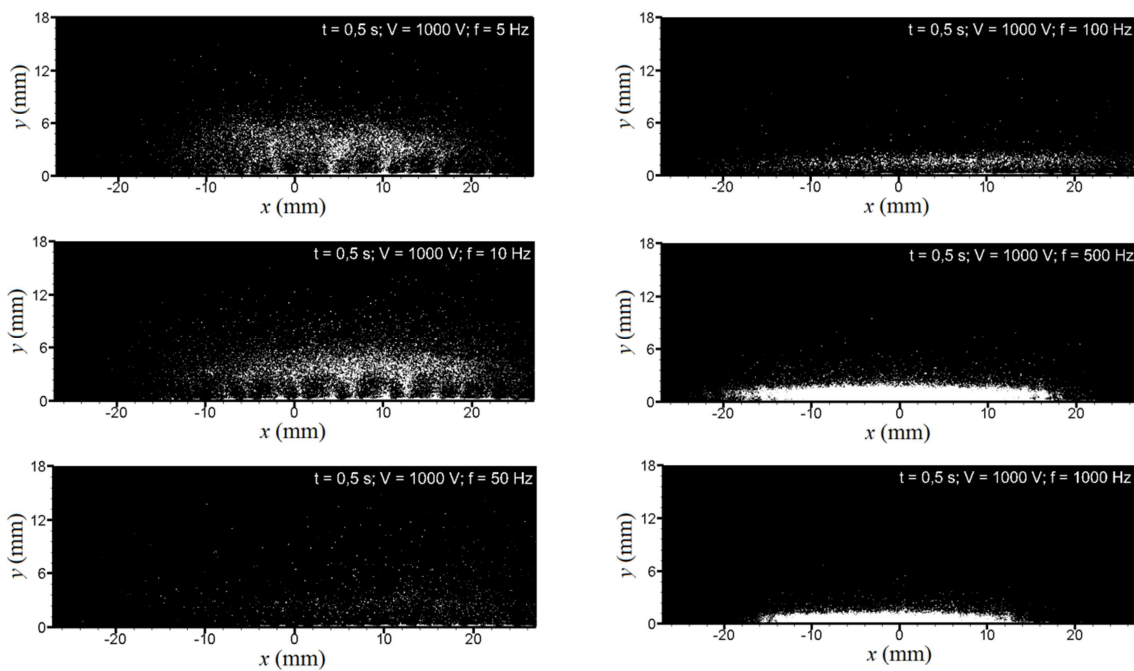 18
t = 0,5 s; V = 1000 V; f = 5 Hz
12
y (mm)
6
0
-20 -10 0 10 20
x (mm)
18
t = 0,5 s; V = 1000 V; f = 100 Hz
12
y (mm)
6
0
-20 -10 0 10 20
x (mm)
18
t = 0,5 s; V = 1000 V; f = 10 Hz
12
y (mm)
6
0
-20 -10 0 10 20
x (mm)
18
t = 0,5 s; V = 1000 V; f = 500 Hz
12
y (mm)
6
0
-20 -10 0 10 20
x (mm)
18
t = 0,5 s; V = 1000 V; f = 50 Hz
12
y (mm)
6
0
-20 -10 0 10 20
x (mm)
18
t = 0,5 s; V = 1000 V; f = 1000 Hz
12
y (mm)
6
0
-20 -10 0 10 20
x (mm)